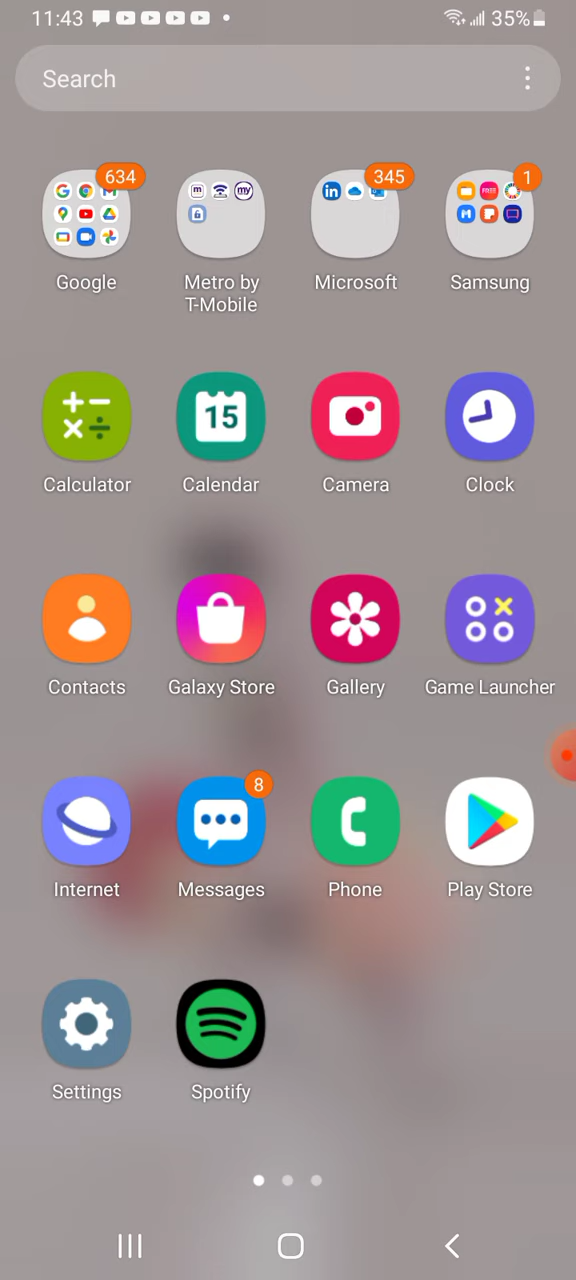 11:43 35%
Search
634 345 1
Google Metro by T-Mobile Microsoft Samsung
15
Calculator Calendar Camera Clock
Contacts Galaxy Store Gallery Game Launcher
8
Internet Messages Phone Play Store
Settings Spotify